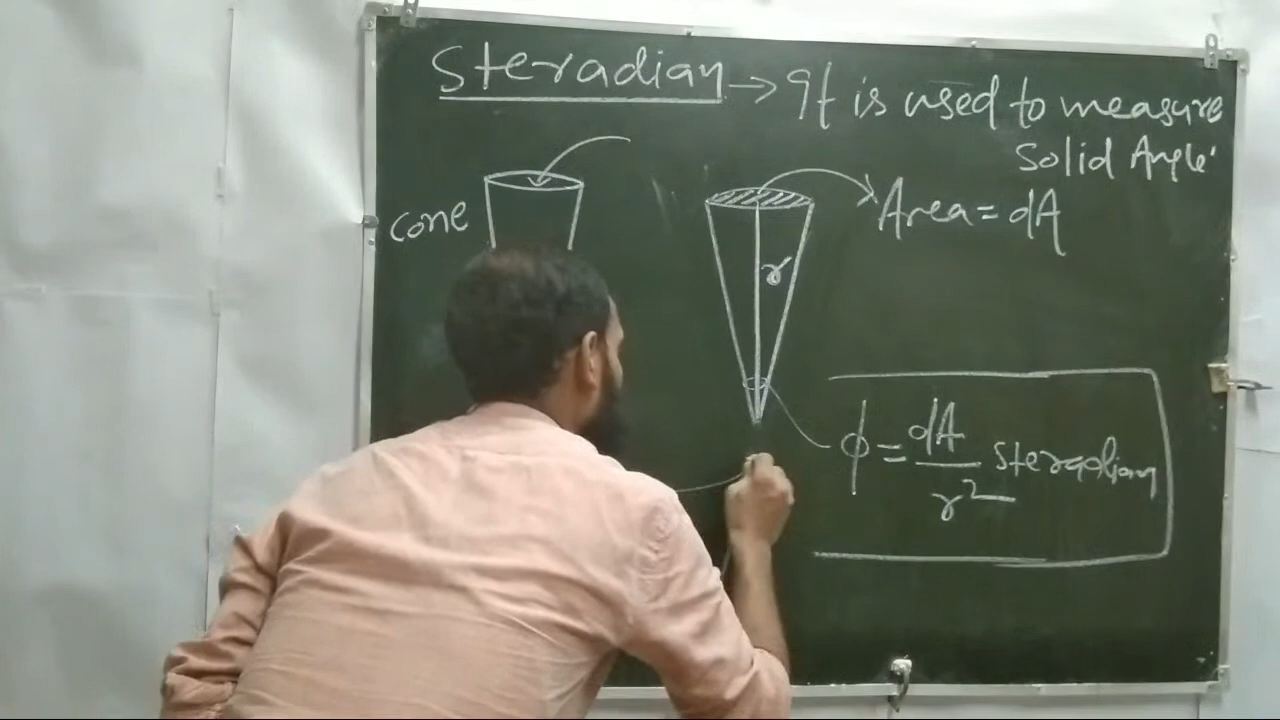 Steradian → It is used to measure
Solid Angle.
cone
Area = dA
r
ϕ = dA / r² steradian